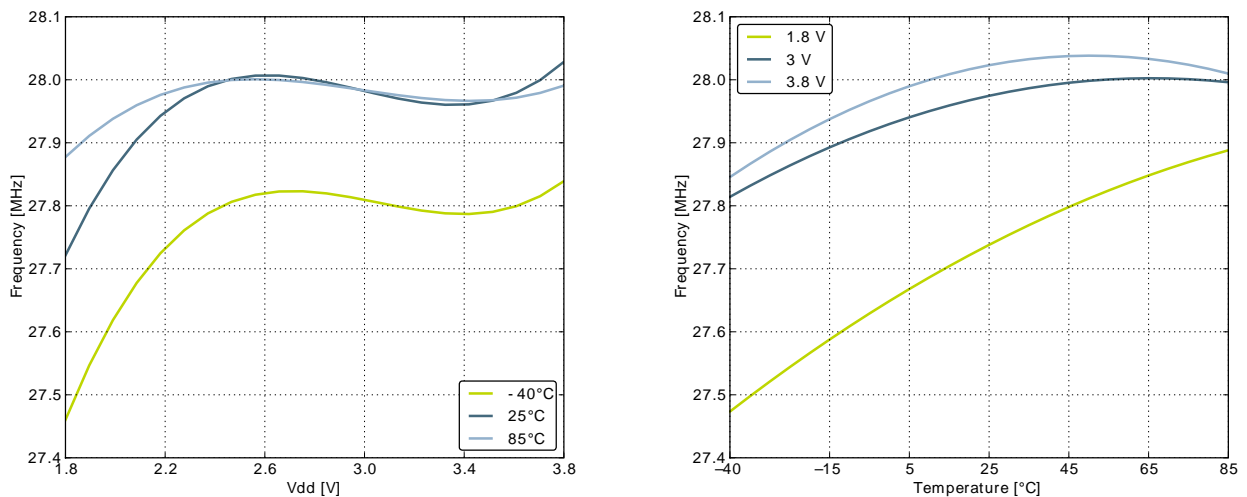 28.1
28.0
27.9
27.8
27.7
27.6
27.5
27.4
Frequency [MHz]
1.8 2.2 2.6 3.0 3.4 3.8
Vdd [V]
- 40°C
25°C
85°C
28.1
28.0
27.9
27.8
27.7
27.6
27.5
27.4
Frequency [MHz]
–40 –15 5 25 45 65 85
Temperature [°C]
1.8 V
3 V
3.8 V